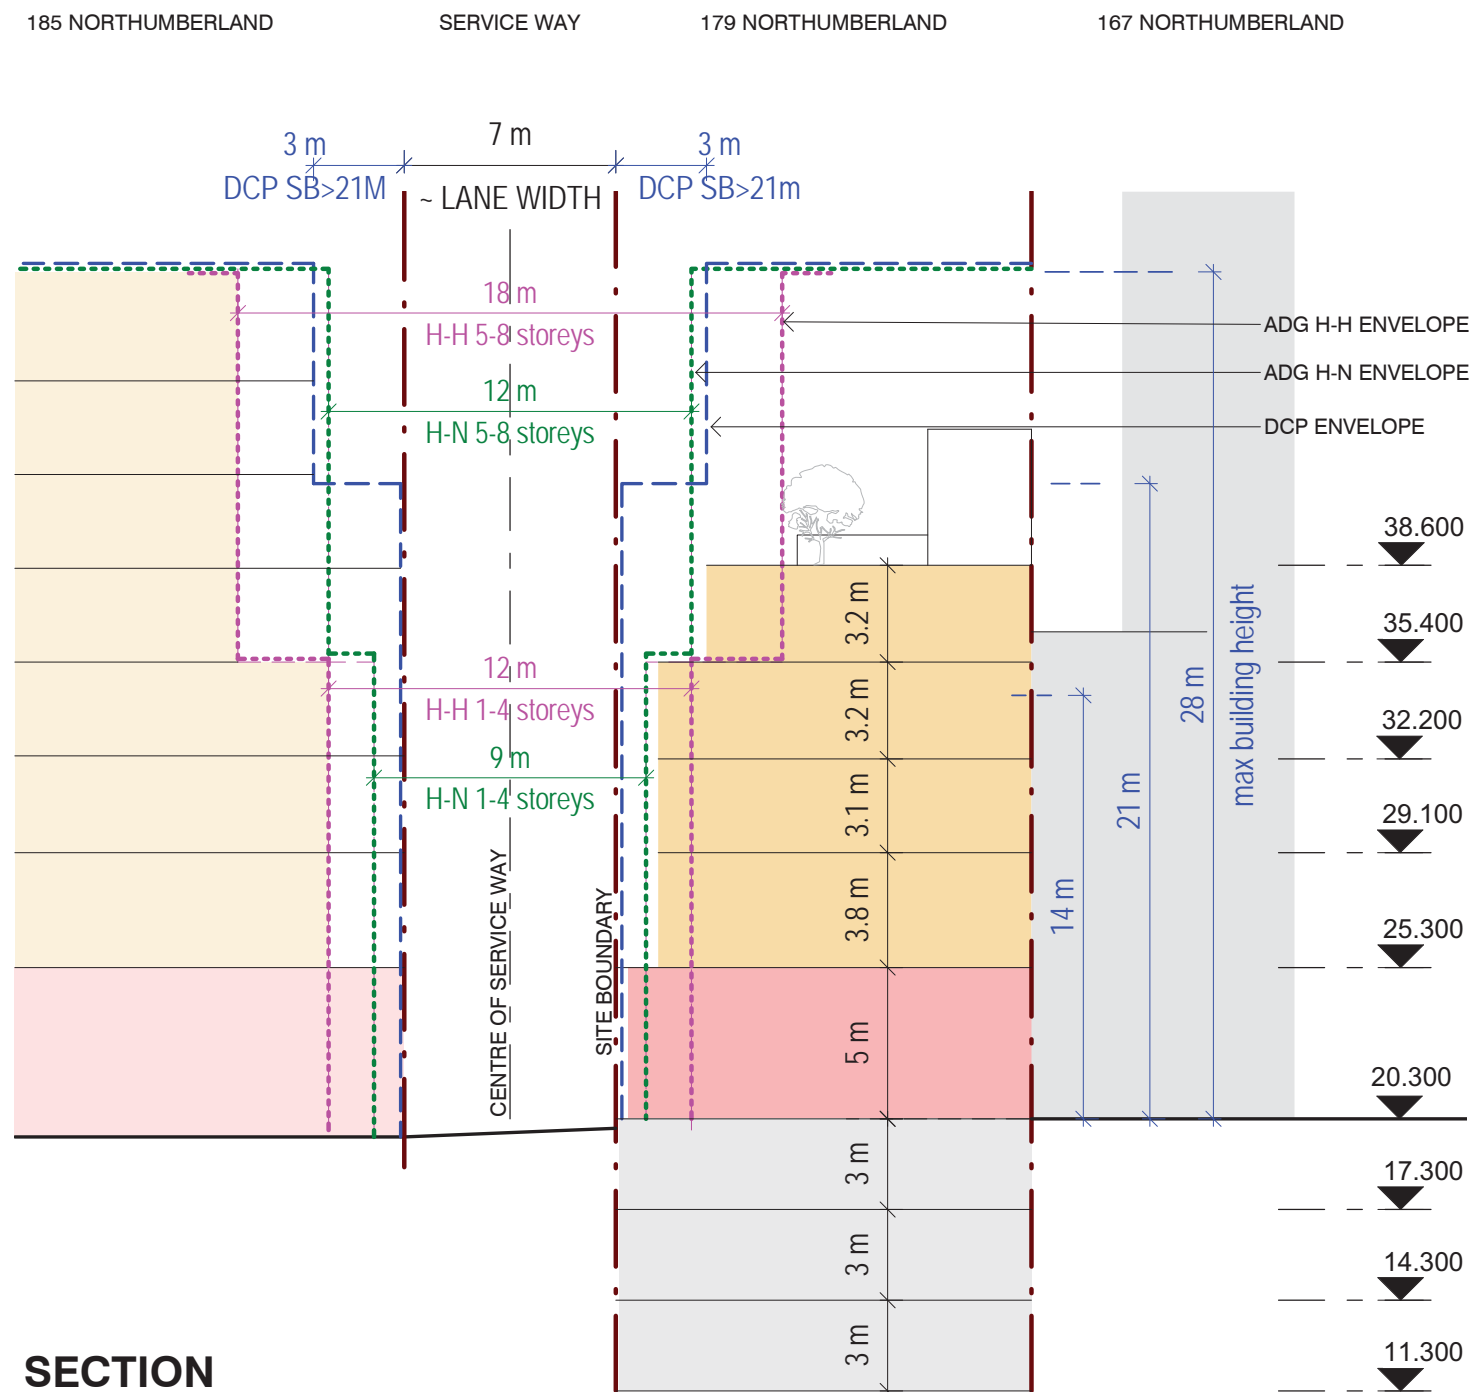 185 NORTHUMBERLAND
SERVICE WAY
179 NORTHUMBERLAND
167 NORTHUMBERLAND
3 m
7 m
3 m
DCP SB>21M
~ LANE WIDTH
DCP SB>21m
18 m
H-H 5-8 storeys
12 m
H-N 5-8 storeys
ADG H-H ENVELOPE
ADG H-N ENVELOPE
DCP ENVELOPE
12 m
H-H 1-4 storeys
9 m
H-N 1-4 storeys
CENTRE OF SERVICE WAY
SITE BOUNDARY
3.2 m
3.2 m
3.1 m
3.8 m
5 m
3 m
3 m
3 m
14 m
21 m
28 m
max building height
38.600
35.400
32.200
29.100
25.300
20.300
17.300
14.300
11.300
SECTION